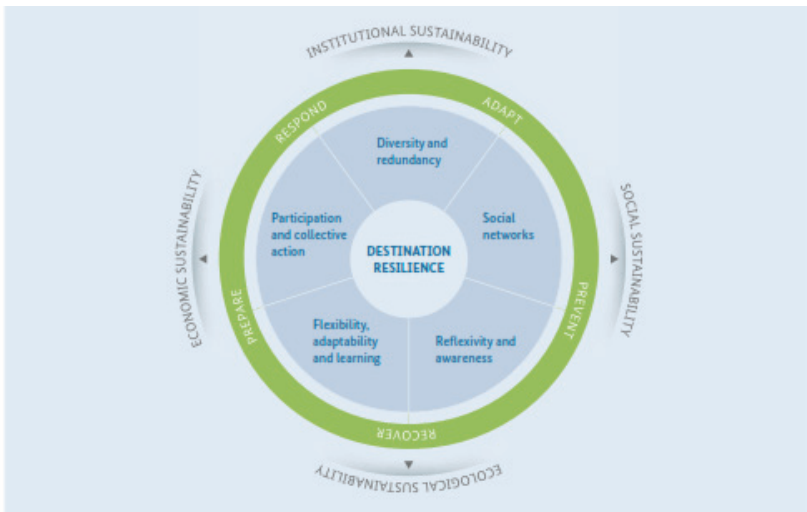 INSTITUTIONAL SUSTAINABILITY
RESPOND
ADAPT
Diversity and
redundancy
ECONOMIC SUSTAINABILITY
SOCIAL SUSTAINABILITY
Participation
and collective
action
Social
networks
DESTINATION
RESILIENCE
PREPARE
PREVENT
Flexibility,
adaptability
and learning
Reflexivity and
awareness
RECOVER
ECOLOGICAL SUSTAINABILITY